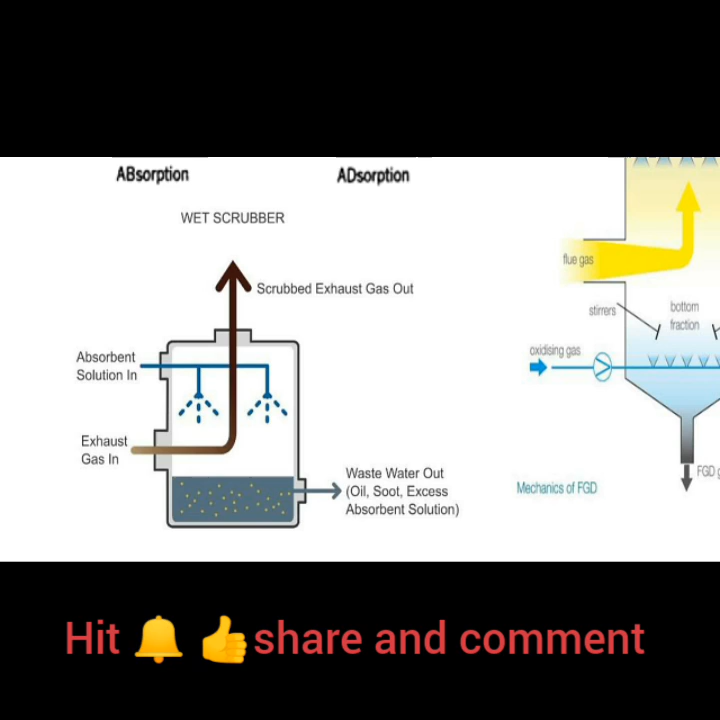 ABsorption
ADsorption
WET SCRUBBER
Scrubbed Exhaust Gas Out
Absorbent
Solution In
Exhaust
Gas In
Waste Water Out
(Oil, Soot, Excess
Absorbent Solution)
flue gas
stirrers
bottom
fraction
oxidising gas
FGD g
Mechanics of FGD
Hit 🔔 👍share and comment